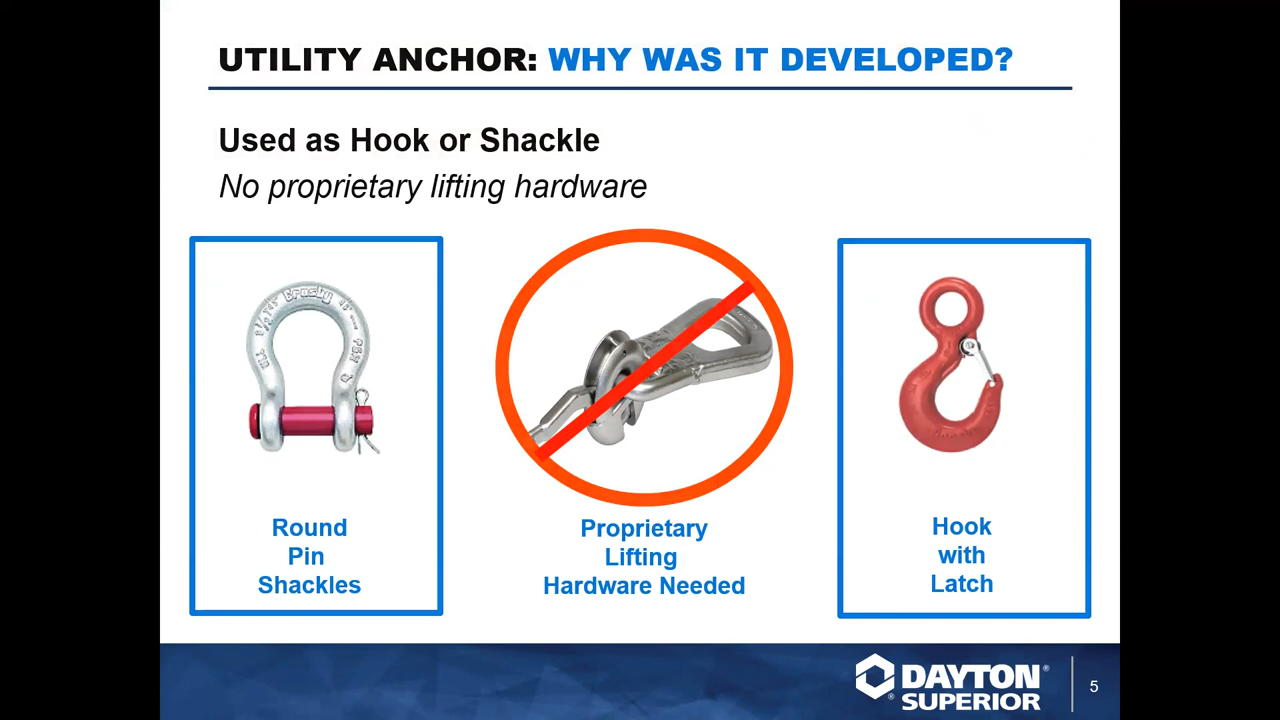 UTILITY ANCHOR: WHY WAS IT DEVELOPED?
Used as Hook or Shackle
No proprietary lifting hardware
Crosby
Round
Pin
Shackles
Proprietary
Lifting
Hardware Needed
Hook
with
Latch
DAYTON®
®SUPERIOR
5